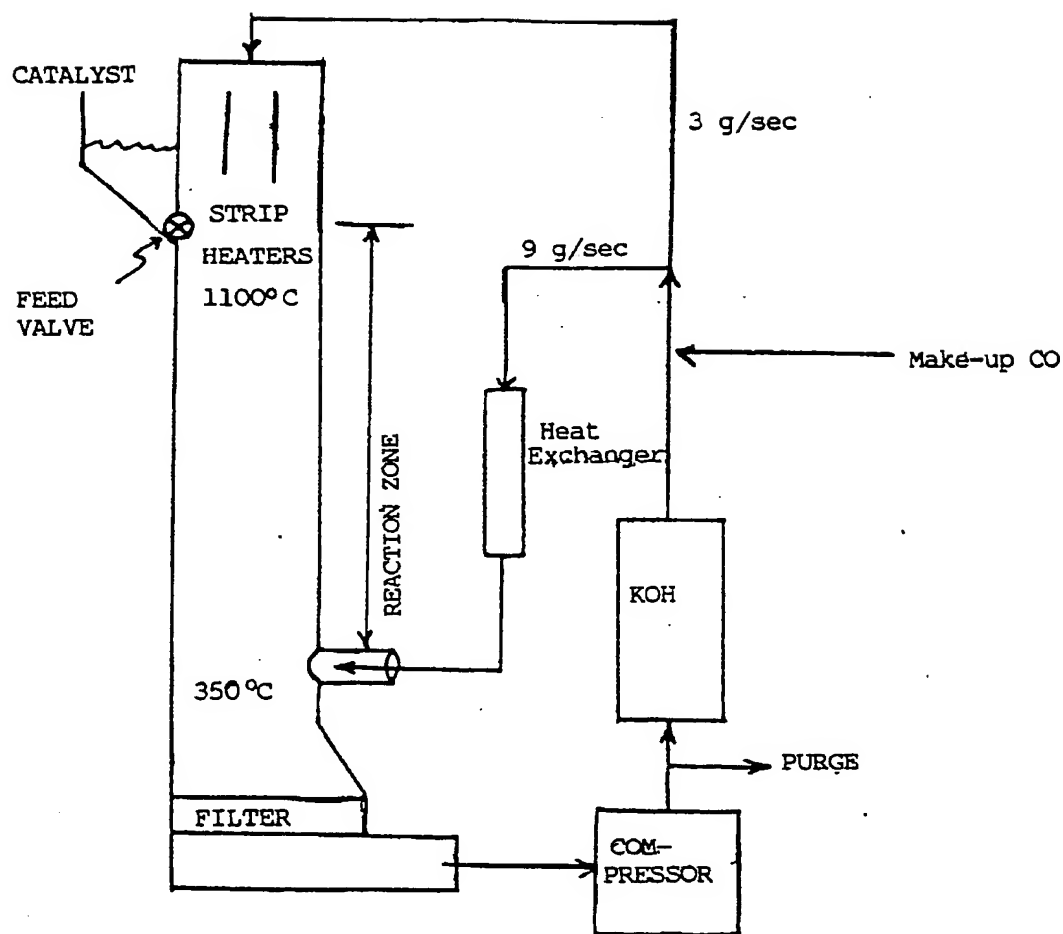 CATALYST
3 g/sec
STRIP
HEATERS
1100°C
9 g/sec
FEED
VALVE
Make-up CO
Heat
Exchanger
REACTION ZONE
KOH
350°C
PURGE
FILTER
COM-
PRESSOR